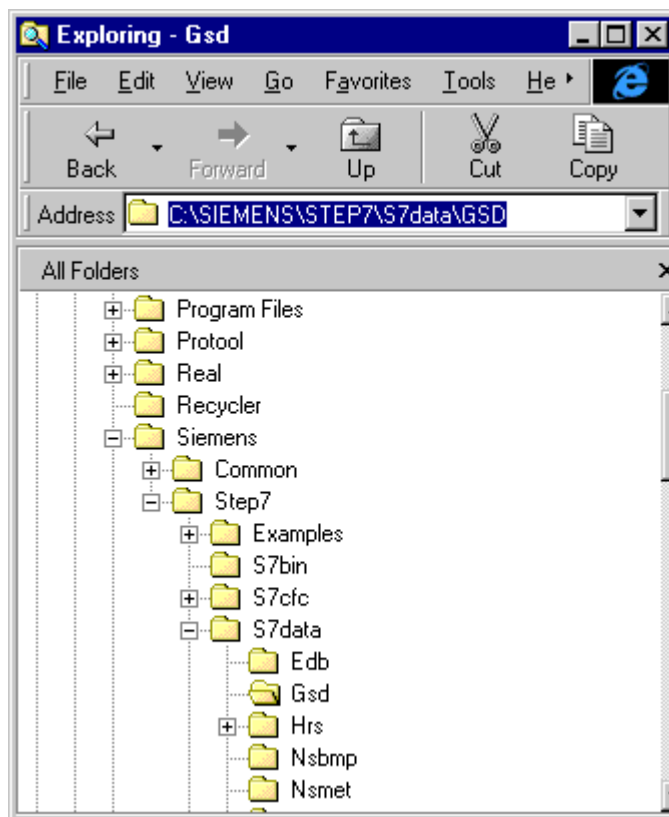 Exploring - Gsd
File Edit View Go Favorites Tools He
Back Forward Up Cut Copy
Address C:\SIEMENS\STEP7\S7data\GSD
All Folders
Program Files
Protool
Real
Recycler
Siemens
Common
Step7
Examples
S7bin
S7cfc
S7data
Edb
Gsd
Hrs
Nsbmp
Nsmet